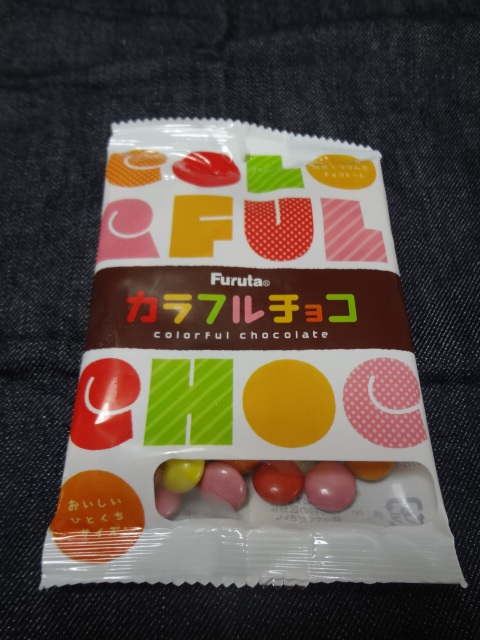 COLO
RFUL
Furuta®
カラフルチョコ
colorful chocolate
CHOC
おいしい
ひとくち
サイズ